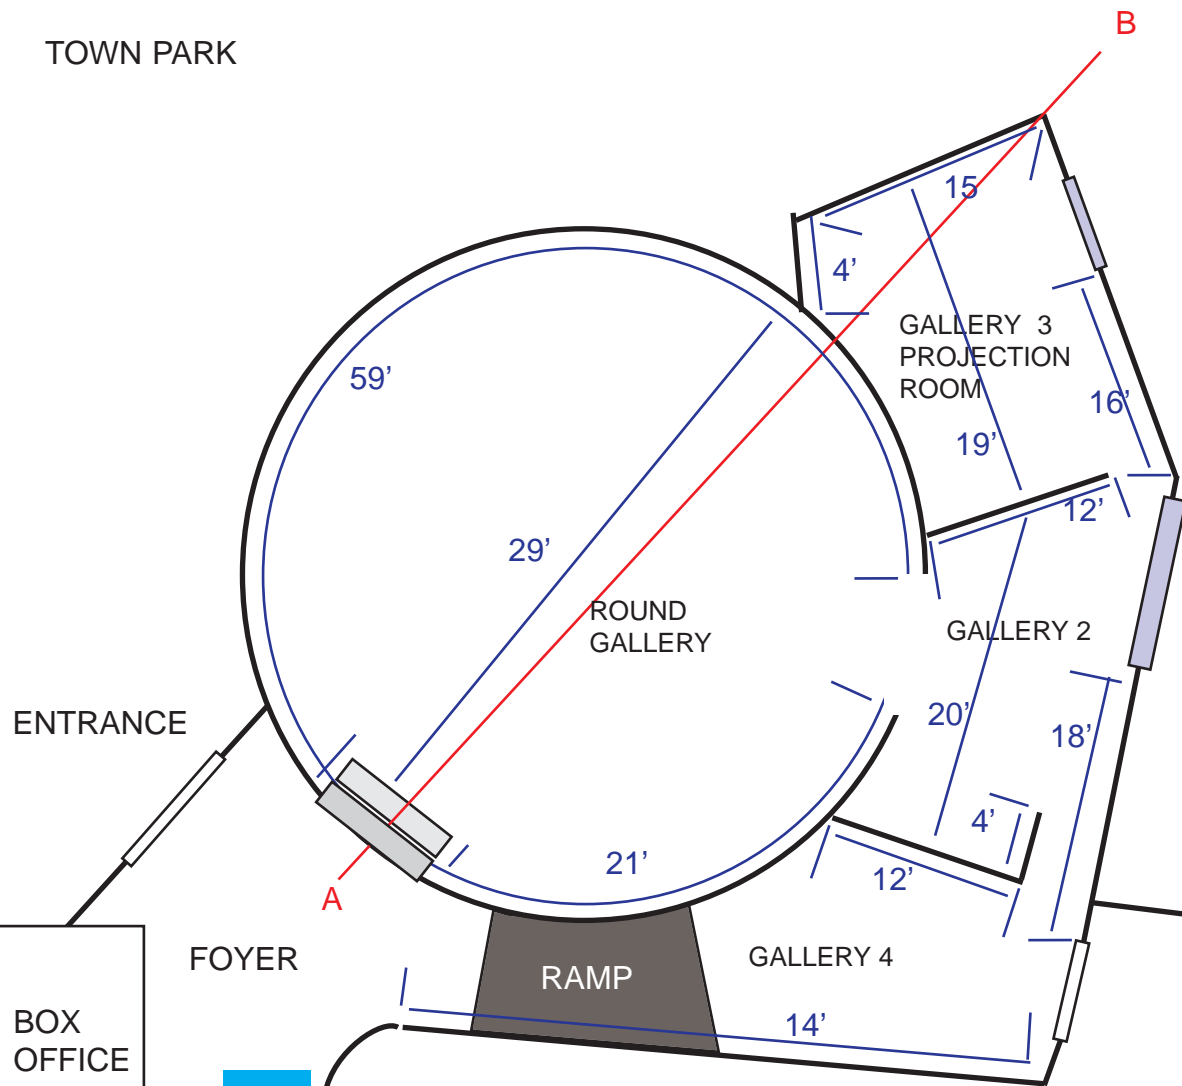 B
TOWN PARK
15
4’
GALLERY 3
PROJECTION
ROOM
59’
16’
19’
12’
29’
ROUND
GALLERY
GALLERY 2
ENTRANCE
20’
18’
4’
21’
12’
A
FOYER
GALLERY 4
RAMP
BOX
OFFICE
14’